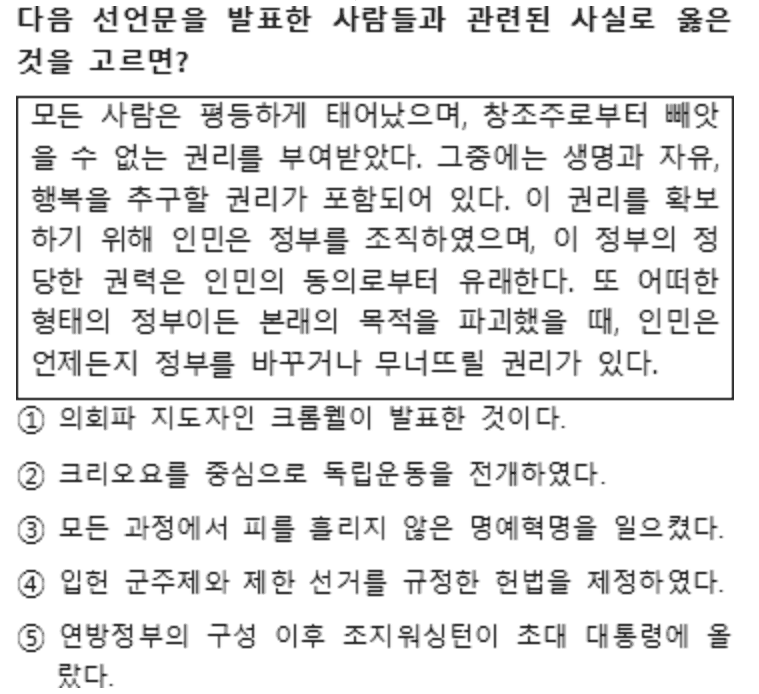 다음 선언문을 발표한 사람들과 관련된 사실로 옳은
것을 고르면?
모든 사람은 평등하게 태어났으며, 창조주로부터 빼앗
을 수 없는 권리를 부여받았다. 그중에는 생명과 자유,
행복을 추구할 권리가 포함되어 있다. 이 권리를 확보
하기 위해 인민은 정부를 조직하였으며, 이 정부의 정
당한 권력은 인민의 동의로부터 유래한다. 또 어떠한
형태의 정부이든 본래의 목적을 파괴했을 때, 인민은
언제든지 정부를 바꾸거나 무너뜨릴 권리가 있다.
① 의회파 지도자인 크롬웰이 발표한 것이다.
② 크리오요를 중심으로 독립운동을 전개하였다.
③ 모든 과정에서 피를 흘리지 않은 명예혁명을 일으켰다.
④ 입헌 군주제와 제한 선거를 규정한 헌법을 제정하였다.
⑤ 연방정부의 구성 이후 조지워싱턴이 초대 대통령에 올
랐다.